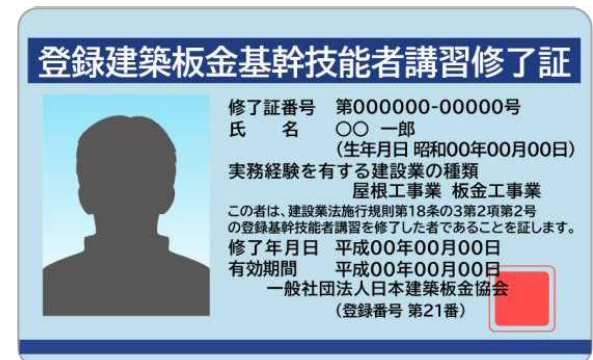 登録建築板金基幹技能者講習修了証
修了証番号 第000000-00000号
氏 名 〇〇 一郎
（生年月日 昭和00年00月00日）
実務経験を有する建設業の種類
屋根工事業 板金工事業
この者は、建設業法施行規則第18条の3第2項第2号
の登録基幹技能者講習を修了した者であることを証します。
修了年月日 平成00年00月00日
有効期間 平成00年00月00日
一般社団法人日本建築板金協会
（登録番号 第21番）